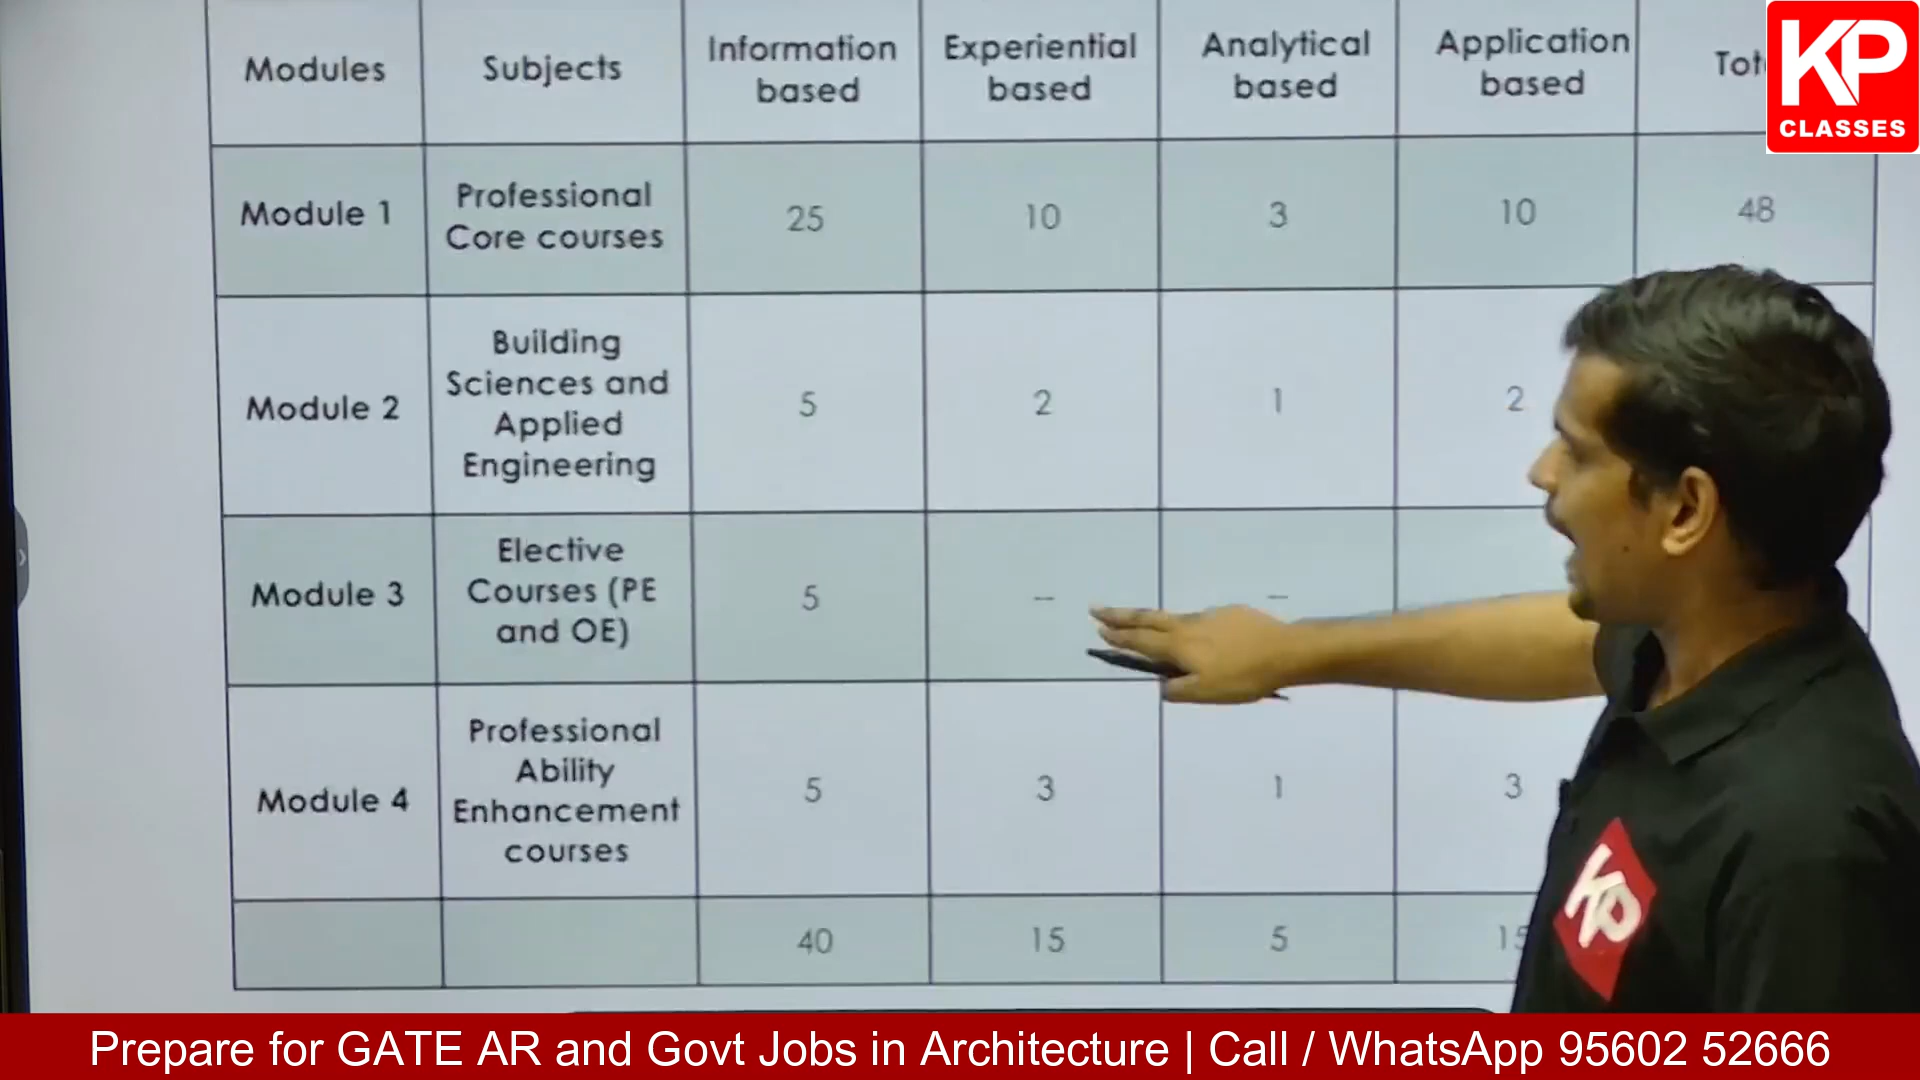 Modules
Subjects
Information
based
Experiential
based
Analytical
based
Application
based
KP
CLASSES
Module 1
Professional
Core courses
25
10
3
10
48
Module 2
Building
Sciences and
Applied
Engineering
5
2
1
2
Module 3
Elective
Courses (PE
and OE)
5
–
–
Module 4
Professional
Ability
Enhancement
courses
5
3
1
3
40
15
5
15
KP
Prepare for GATE AR and Govt Jobs in Architecture | Call / WhatsApp 95602 52666